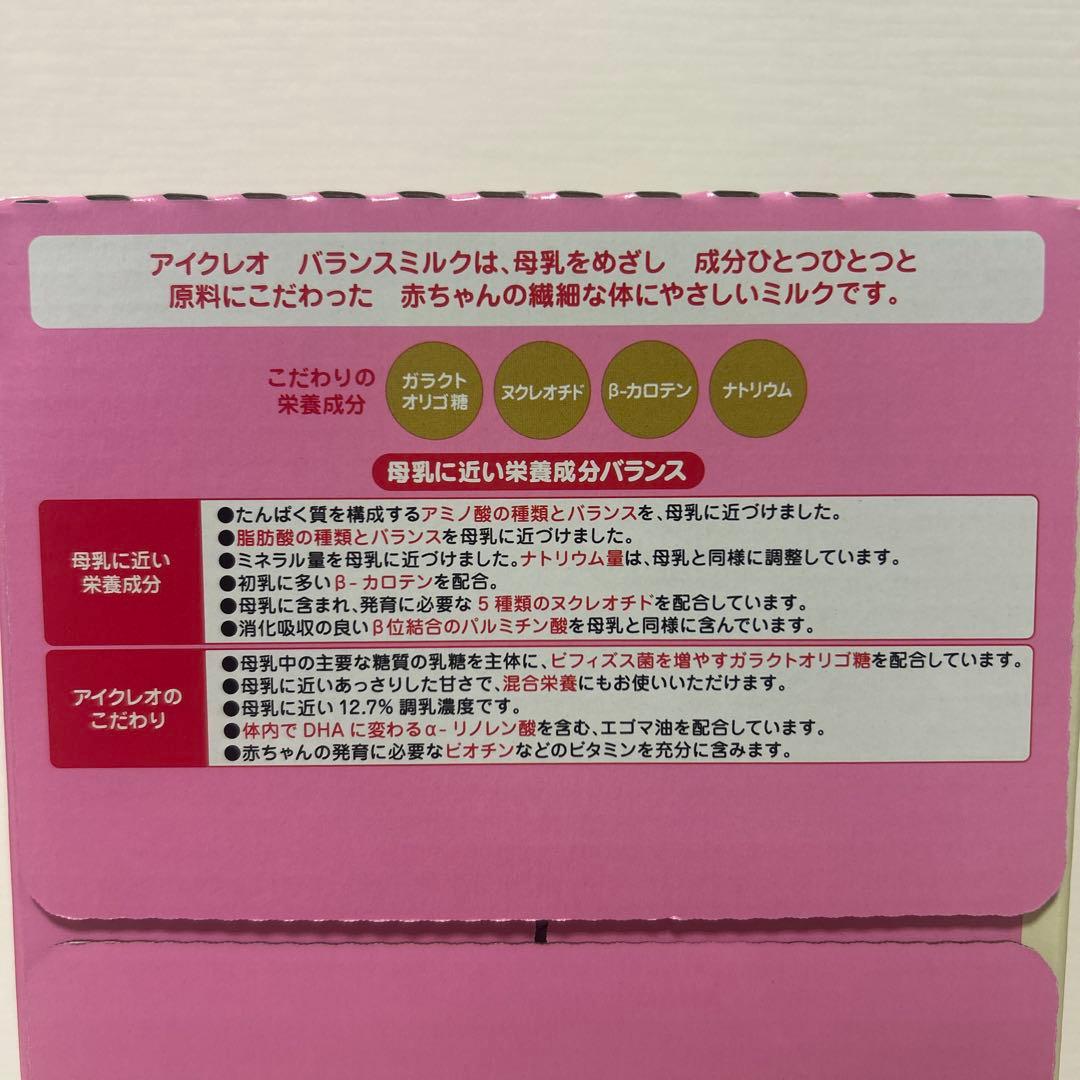 アイクレオ　バランスミルクは、母乳をめざし　成分ひとつひとつと
原料にこだわった　赤ちゃんの繊細な体にやさしいミルクです。
こだわりの
栄養成分
ガラクト
オリゴ糖
ヌクレオチド
β-カロテン
ナトリウム
母乳に近い栄養成分バランス
母乳に近い
栄養成分
●たんぱく質を構成するアミノ酸の種類とバランスを、母乳に近づけました。
●脂肪酸の種類とバランスを母乳に近づけました。
●ミネラル量を母乳に近づけました。ナトリウム量は、母乳と同様に調整しています。
●初乳に多いβ-カロテンを配合。
●母乳に含まれ、発育に必要な5種類のヌクレオチドを配合しています。
●消化吸収の良いβ位結合のパルミチン酸を母乳と同様に含んでいます。
アイクレオの
こだわり
●母乳中の主要な糖質の乳糖を主体に、ビフィズス菌を増やすガラクトオリゴ糖を配合しています。
●母乳に近いあっさりした甘さで、混合栄養にもお使いいただけます。
●母乳に近い12.7%調乳濃度です。
●体内でDHAに変わるα-リノレン酸を含む、エゴマ油を配合しています。
●赤ちゃんの発育に必要なビオチンなどのビタミンを充分に含みます。